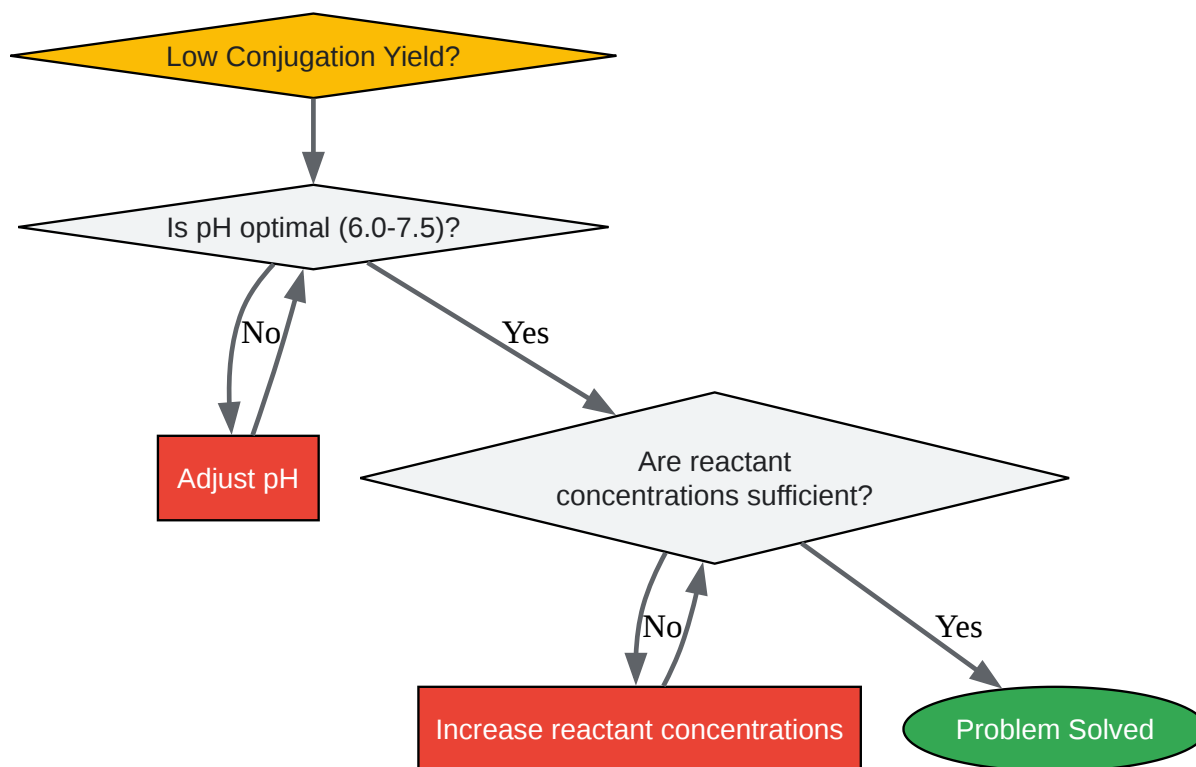 Low Conjugation Yield?
Is pH optimal (6.0-7.5)?
No
Yes
Adjust pH
Are reactant
concentrations sufficient?
No
Yes
Increase reactant concentrations
Problem Solved